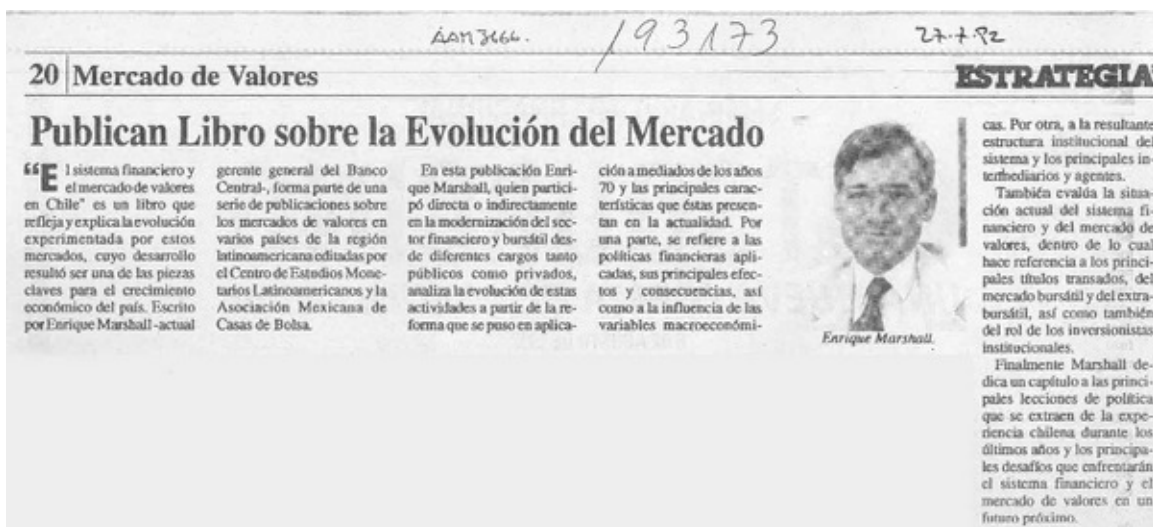 193173
27.7.92
20 Mercado de Valores
ESTRATEGIA
Publican Libro sobre la Evolución del Mercado
“El sistema financiero y
el mercado de valores
en Chile" es un libro que
refleja y explica la evolución
experimentada por estos
mercados, cuyo desarrollo
resultó ser una de las piezas
claves para el crecimiento
económico del país. Escrito
por Enrique Marshall -actual
gerente general del Banco
Central-, forma parte de una
serie de publicaciones sobre
los mercados de valores en
varios países de la región
latinoamericana editadas por
el Centro de Estudios Mone-
tarios Latinoamericanos y la
Asociación Mexicana de
Casas de Bolsa.
En esta publicación Enri-
que Marshall, quien partici-
pó directa o indirectamente
en la modernización del sec-
tor financiero y bursátil des-
de diferentes cargos tanto
públicos como privados,
analiza la evolución de estas
actividades a partir de la re-
forma que se puso en aplica-
ción a mediados de los años
70 y las principales carac-
terísticas que éstas presen-
tan en la actualidad. Por
una parte, se refiere a las
políticas financieras apli-
cadas, sus principales efec-
tos y consecuencias, así
como a la influencia de las
variables macroeconómi-
Enrique Marshall.
cas. Por otra, a la resultante
estructura institucional del
sistema y los principales in-
termediarios y agentes.
También evalúa la situa-
ción actual del sistema fi-
nanciero y del mercado de
valores, dentro de lo cual
hace referencia a los princi-
pales títulos transados, del
mercado bursátil y del extra-
bursátil, así como también
del rol de los inversionistas
institucionales.
Finalmente Marshall de-
dica un capítulo a las princi-
pales lecciones de política
que se extraen de la expe-
riencia chilena durante los
últimos años y los principa-
les desafíos que enfrentarán
el sistema financiero y el
mercado de valores en un
futuro próximo.